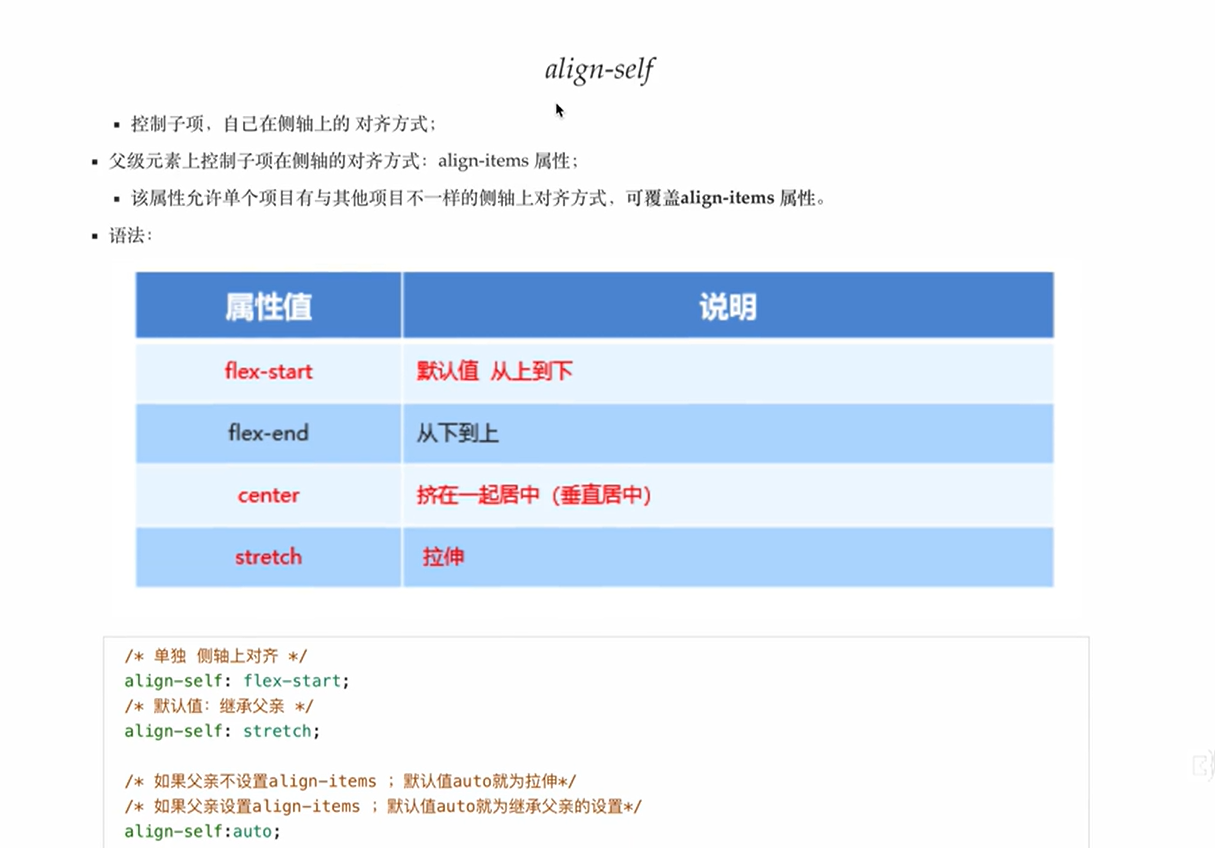 align-self
▪ 控制子项，自己在侧轴上的 对齐方式；
▪ 父级元素上控制子项在侧轴的对齐方式：align-items 属性；
▪ 该属性允许单个项目有与其他项目不一样的侧轴上对齐方式，可覆盖align-items 属性。
▪ 语法：
属性值 说明
flex-start 默认值 从上到下
flex-end 从下到上
center 挤在一起居中（垂直居中）
stretch 拉伸
/* 单独 侧轴上对齐 */
align-self: flex-start;
/* 默认值：继承父亲 */
align-self: stretch;
/* 如果父亲不设置align-items ；默认值auto就为拉伸*/
/* 如果父亲设置align-items ；默认值auto就为继承父亲的设置*/
align-self:auto;